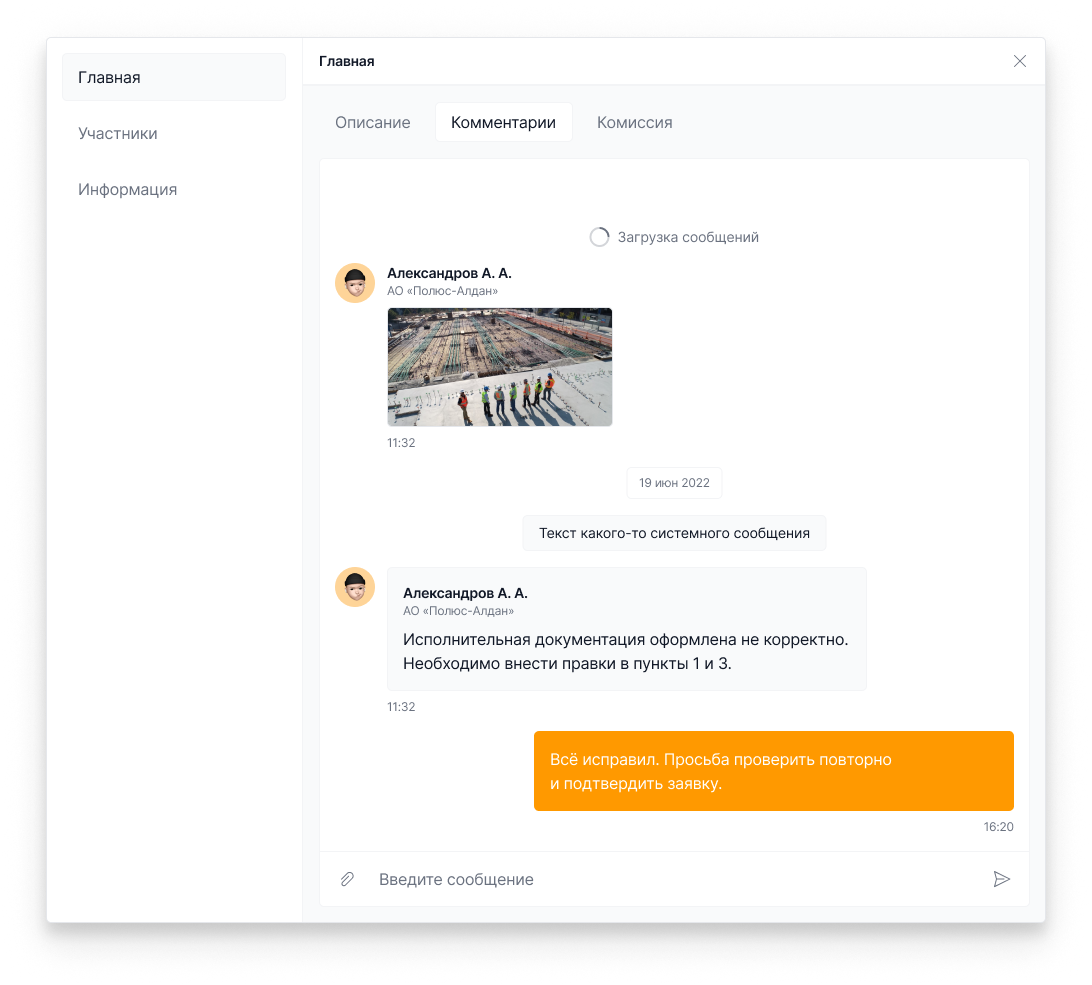 Главная
Участники
Информация
Главная
Описание
Комментарии
Комиссия
Загрузка сообщений
Александров А. А.
АО «Полюс-Алдан»
11:32
19 июн 2022
Текст какого-то системного сообщения
Александров А. А.
АО «Полюс-Алдан»
Исполнительная документация оформлена не корректно.
Необходимо внести правки в пункты 1 и 3.
11:32
Всё исправил. Просьба проверить повторно
и подтвердить заявку.
16:20
Введите сообщение